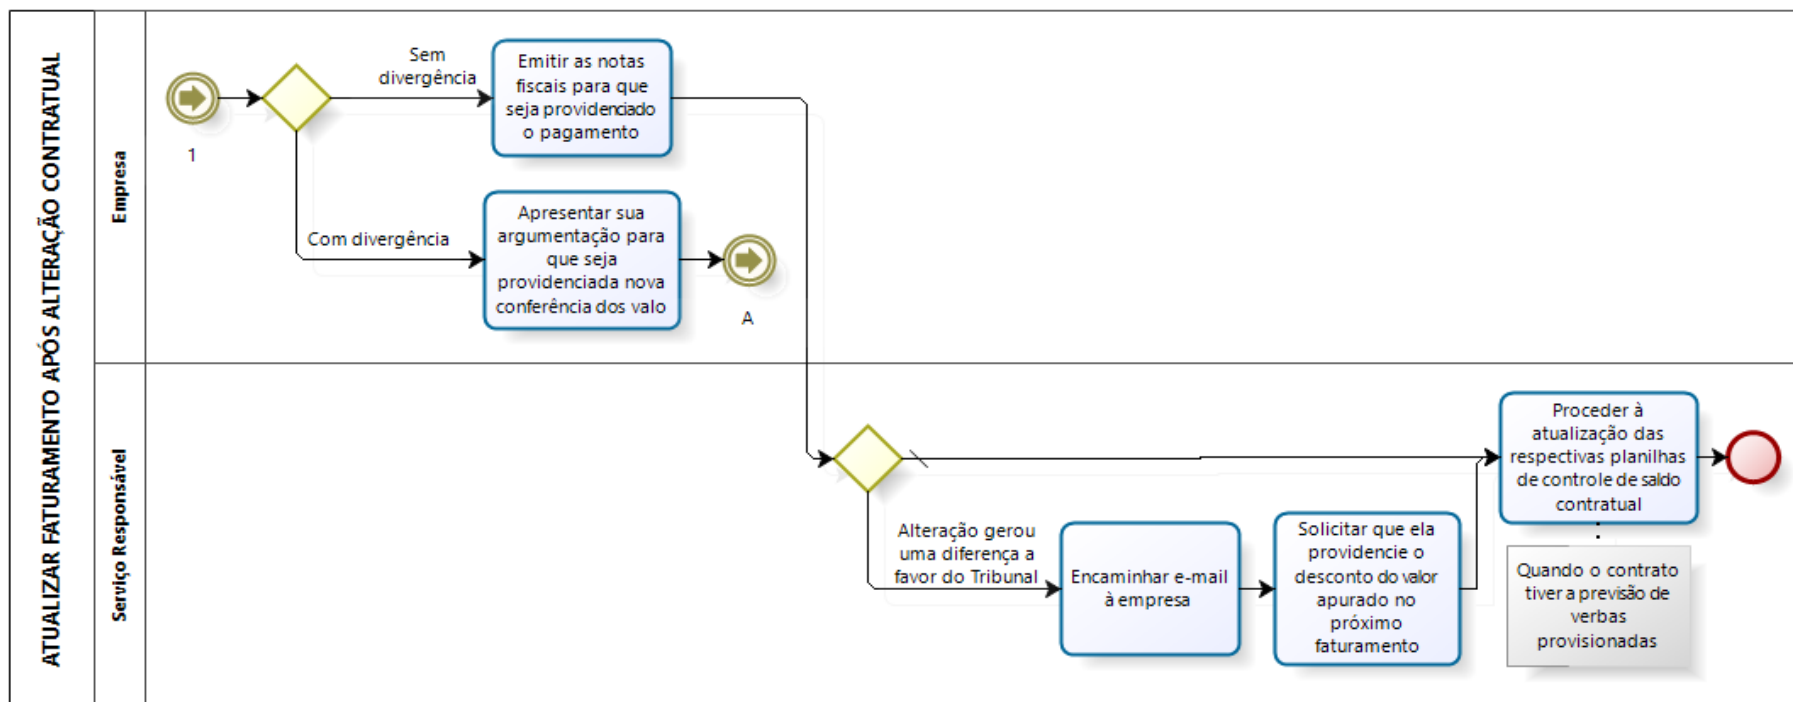 ATUALIZAR FATURAMENTO APÓS ALTERAÇÃO CONTRATUAL
Empresa
1
Sem
divergência
Emitir as notas
fiscais para que
seja providenciado
o pagamento
Com divergência
Apresentar sua
argumentação para
que seja
providenciada nova
conferência dos valo
A
Serviço Responsável
Alteração gerou
uma diferença a
favor do Tribunal
Encaminhar e-mail
à empresa
Solicitar que ela
providencie o
desconto do valor
apurado no
próximo
faturamento
Proceder à
atualização das
respectivas planilhas
de controle de saldo
contratual
Quando o contrato
tiver a previsão de
verbas
provisionadas